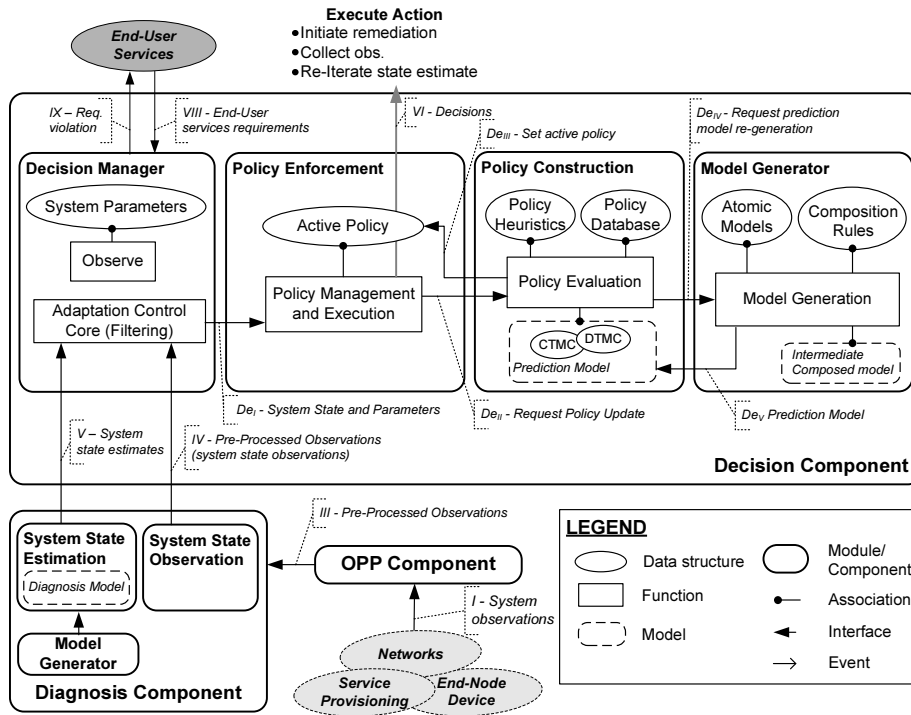 End-User
Services
Execute Action
●Initiate remediation
●Collect obs.
●Re-Iterate state estimate
IX – Req.
violation
VIII - End-User
services requirements
VI - Decisions
De_III - Set active policy
De_IV - Request prediction
model re-generation
Decision Manager
System Parameters
Observe
Adaptation Control
Core (Filtering)
Policy Enforcement
Active Policy
Policy Management
and Execution
Policy Construction
Policy
Heuristics
Policy
Database
Policy Evaluation
CTMC
DTMC
Prediction Model
Model Generator
Atomic
Models
Composition
Rules
Model Generation
Intermediate
Composed model
De_I - System State and Parameters
De_II - Request Policy Update
De_V Prediction Model
V – System
state estimates
IV - Pre-Processed Observations
(system state observations)
Decision Component
System State
Estimation
Diagnosis Model
System State
Observation
Model
Generator
Diagnosis Component
III - Pre-Processed Observations
OPP Component
I - System
observations
Networks
Service
Provisioning
End-Node
Device
LEGEND
Data structure
Function
Model
Module/
Component
Association
Interface
Event